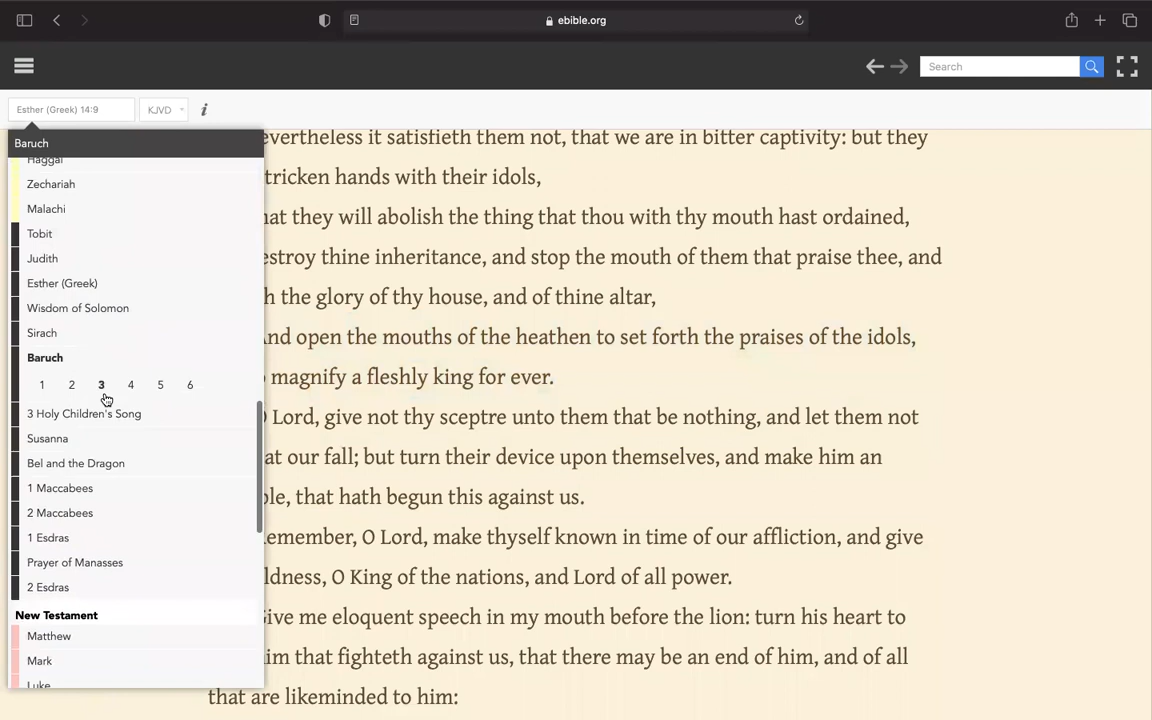 ebible.org
Search
Esther (Greek) 14:9
KJVD
i
Baruch
Haggai
Zechariah
Malachi
Tobit
Judith
Esther (Greek)
Wisdom of Solomon
Sirach
Baruch
1 2 3 4 5 6
3 Holy Children's Song
Susanna
Bel and the Dragon
1 Maccabees
2 Maccabees
1 Esdras
Prayer of Manasses
2 Esdras
New Testament
Matthew
Mark
Luke
evertheless it satisfieth them not, that we are in bitter captivity: but they
tricken hands with their idols,
at they will abolish the thing that thou with thy mouth hast ordained,
estroy thine inheritance, and stop the mouth of them that praise thee, and
h the glory of thy house, and of thine altar,
nd open the mouths of the heathen to set forth the praises of the idols,
magnify a fleshly king for ever.
Lord, give not thy sceptre unto them that be nothing, and let them not
at our fall; but turn their device upon themselves, and make him an
ple, that hath begun this against us.
emember, O Lord, make thyself known in time of our affliction, and give
ldness, O King of the nations, and Lord of all power.
ive me eloquent speech in my mouth before the lion: turn his heart to
im that fighteth against us, that there may be an end of him, and of all
that are likeminded to him: